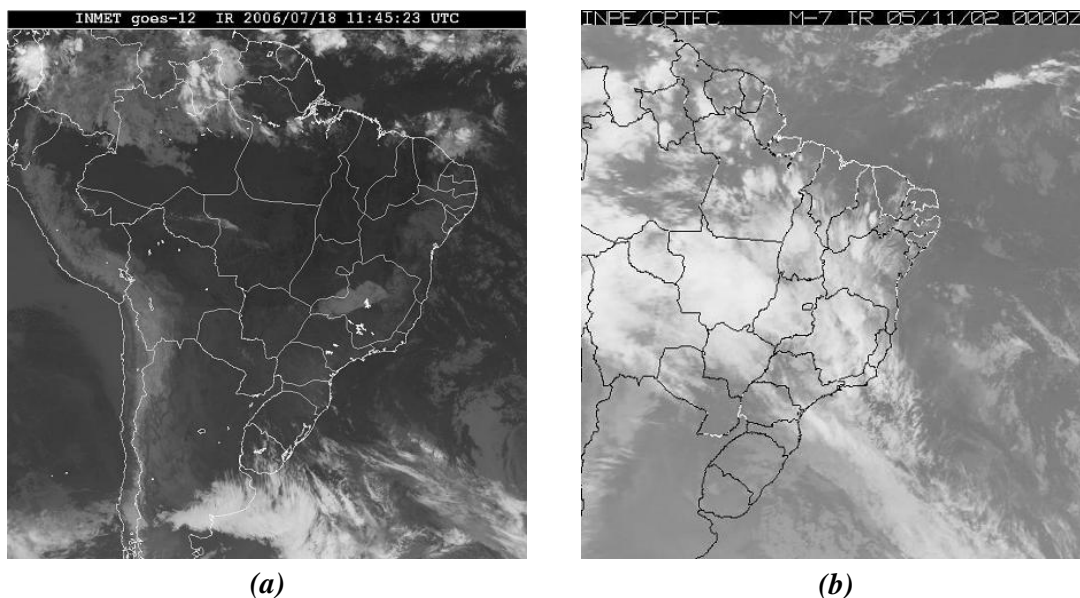 INMET goes-12 IR 2006/07/18 11:45:23 UTC
INPE/CPTEC M-7 IR 05/11/02 0000Z
(a)
(b)